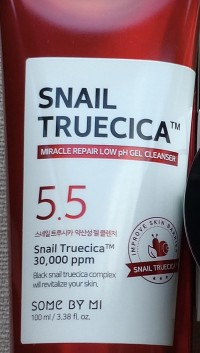 SNAIL
TRUECICA™
MIRACLE REPAIR LOW pH GEL CLEANSER
5.5
스네일 트루시카 약산성 젤 클렌저
Snail Truecica™
30,000 ppm
Black snail truecica complex
will revitalize your skin.
IMPROVE SKIN BARRIER
SNAIL TRUECICA
SOME BY MI
100 ml / 3.38 fl. oz.